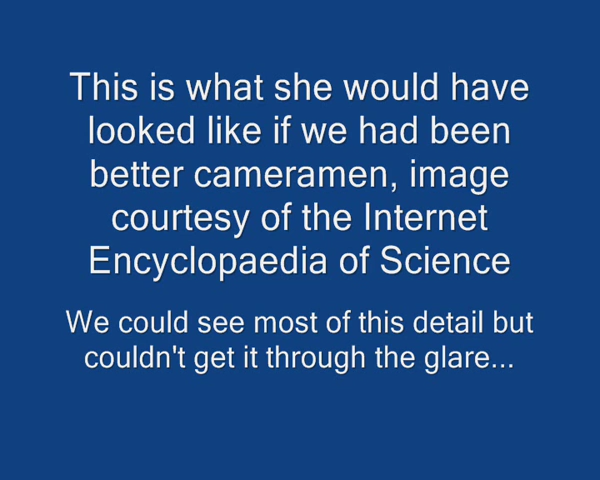 This is what she would have
looked like if we had been
better cameramen, image
courtesy of the Internet
Encyclopaedia of Science
We could see most of this detail but
couldn't get it through the glare...